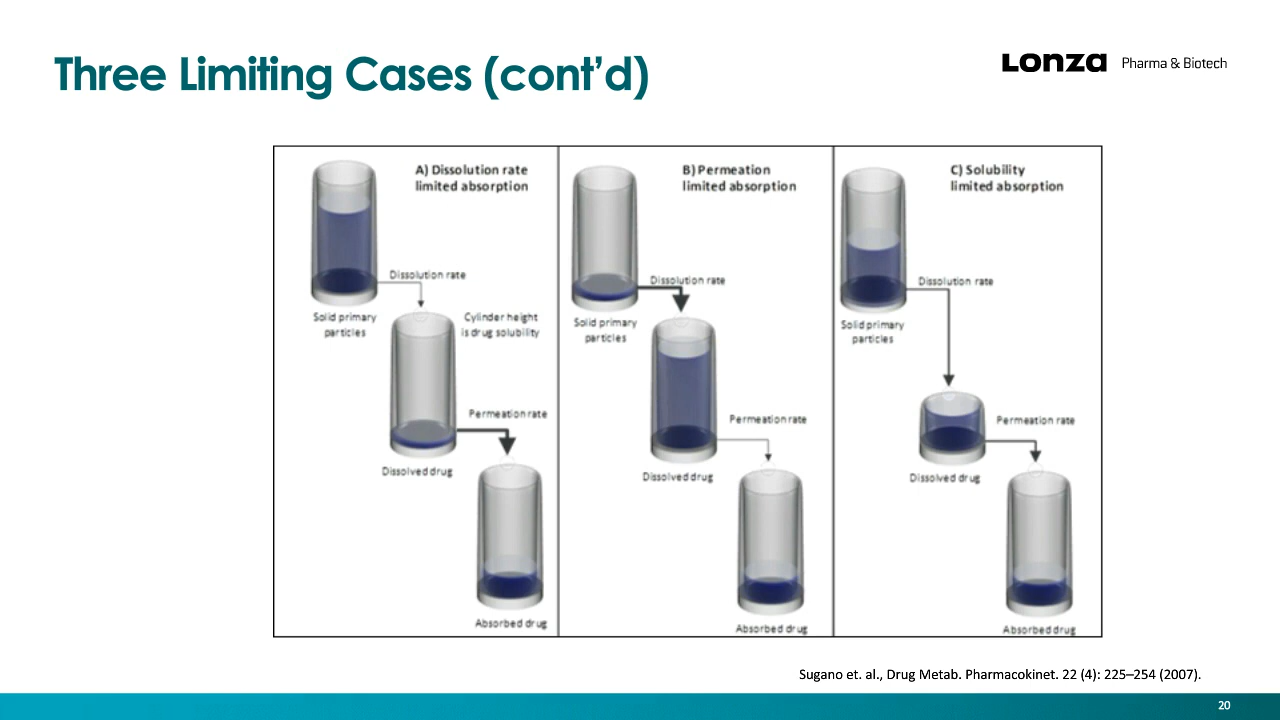 Three Limiting Cases (cont'd)
Lonza Pharma & Biotech
A) Dissolution rate
limited absorption
Dissolution rate
Solid primary
particles
Cylinder height
is drug solubility
Permeation rate
Dissolved drug
Absorbed drug
B) Permeation
limited absorption
Dissolution rate
Solid primary
particles
Permeation rate
Dissolved drug
Absorbed drug
C) Solubility
limited absorption
Dissolution rate
Solid primary
particles
Permeation rate
Dissolved drug
Absorbed drug
Sugano et. al., Drug Metab. Pharmacokinet. 22 (4): 225–254 (2007).
20